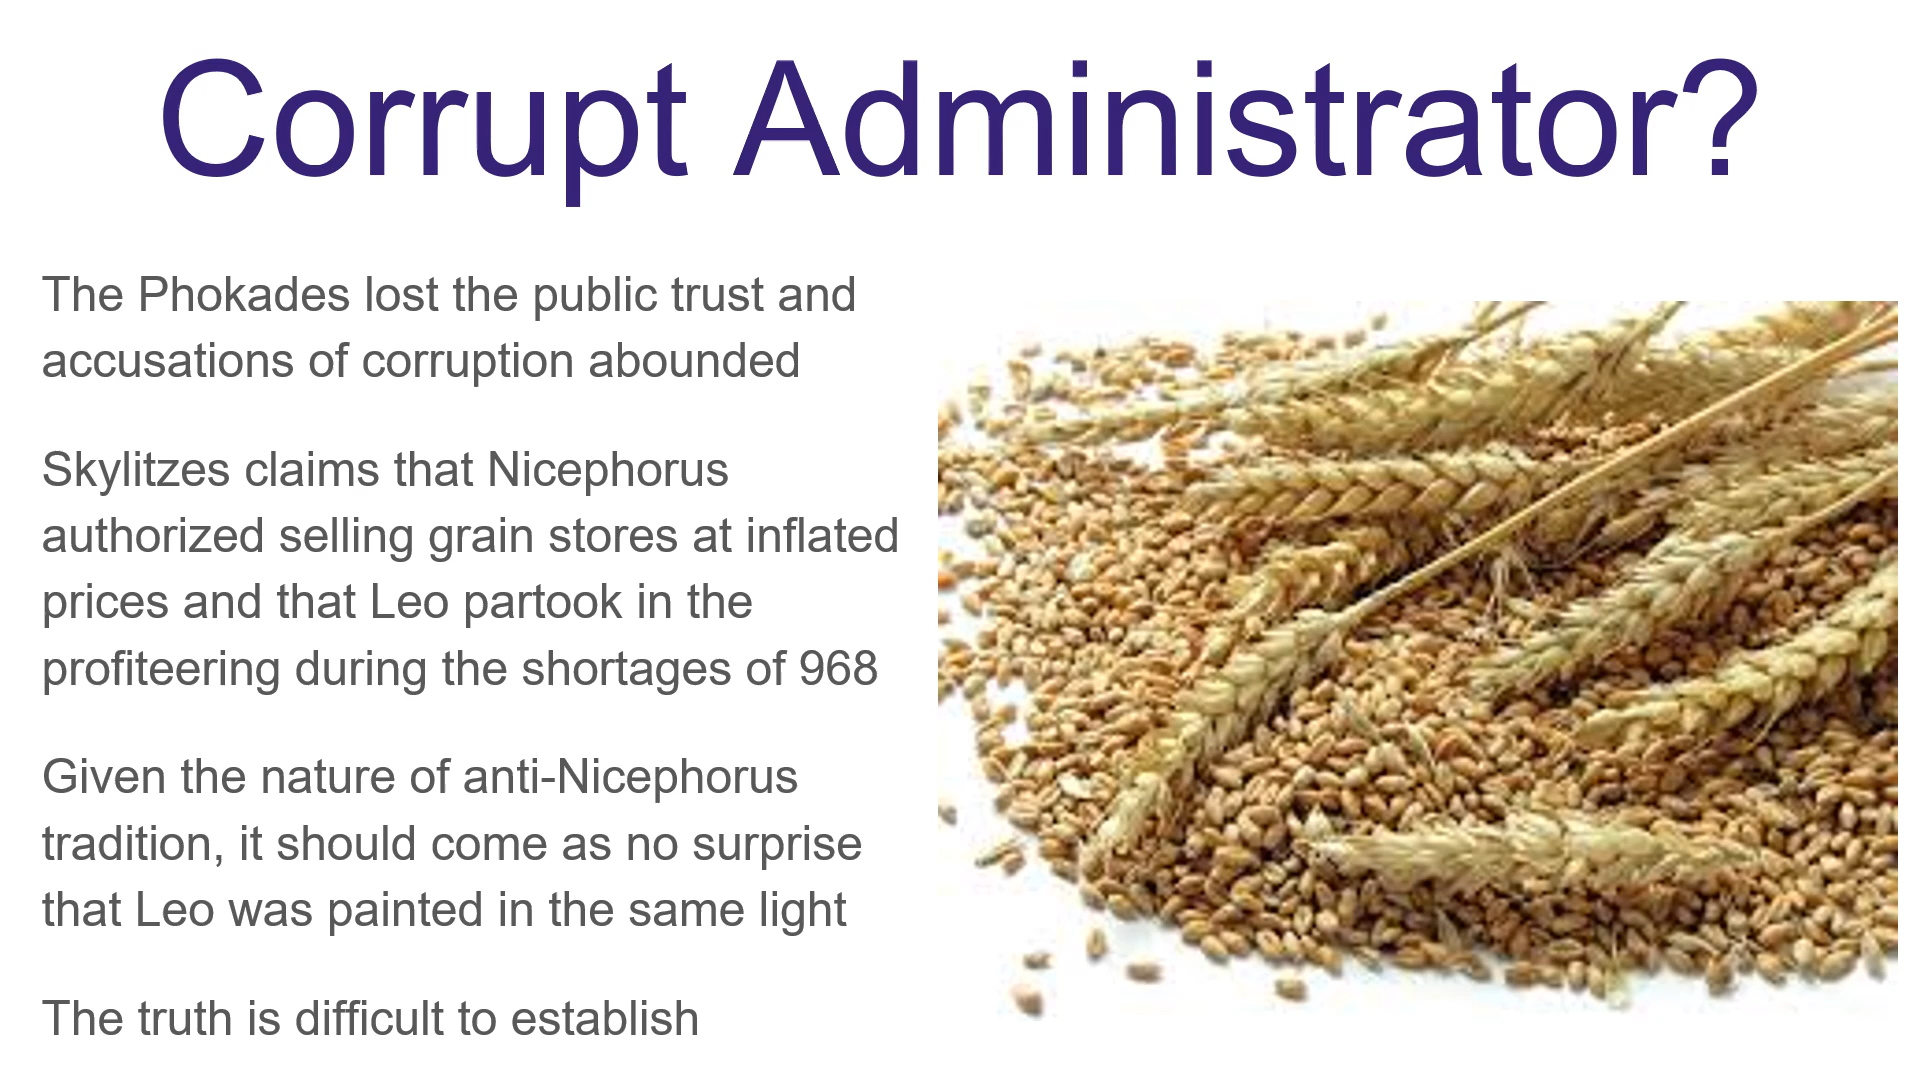 Corrupt Administrator?
The Phokades lost the public trust and
accusations of corruption abounded
Skylitzes claims that Nicephorus
authorized selling grain stores at inflated
prices and that Leo partook in the
profiteering during the shortages of 968
Given the nature of anti-Nicephorus
tradition, it should come as no surprise
that Leo was painted in the same light
The truth is difficult to establish